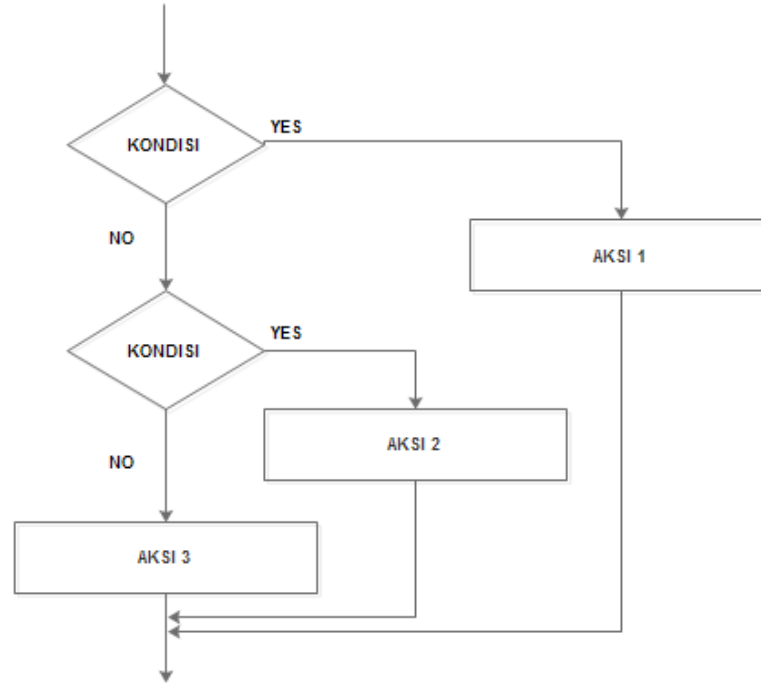 KONDISI
YES
NO
AKSI 1
KONDISI
YES
AKSI 2
NO
AKSI 3